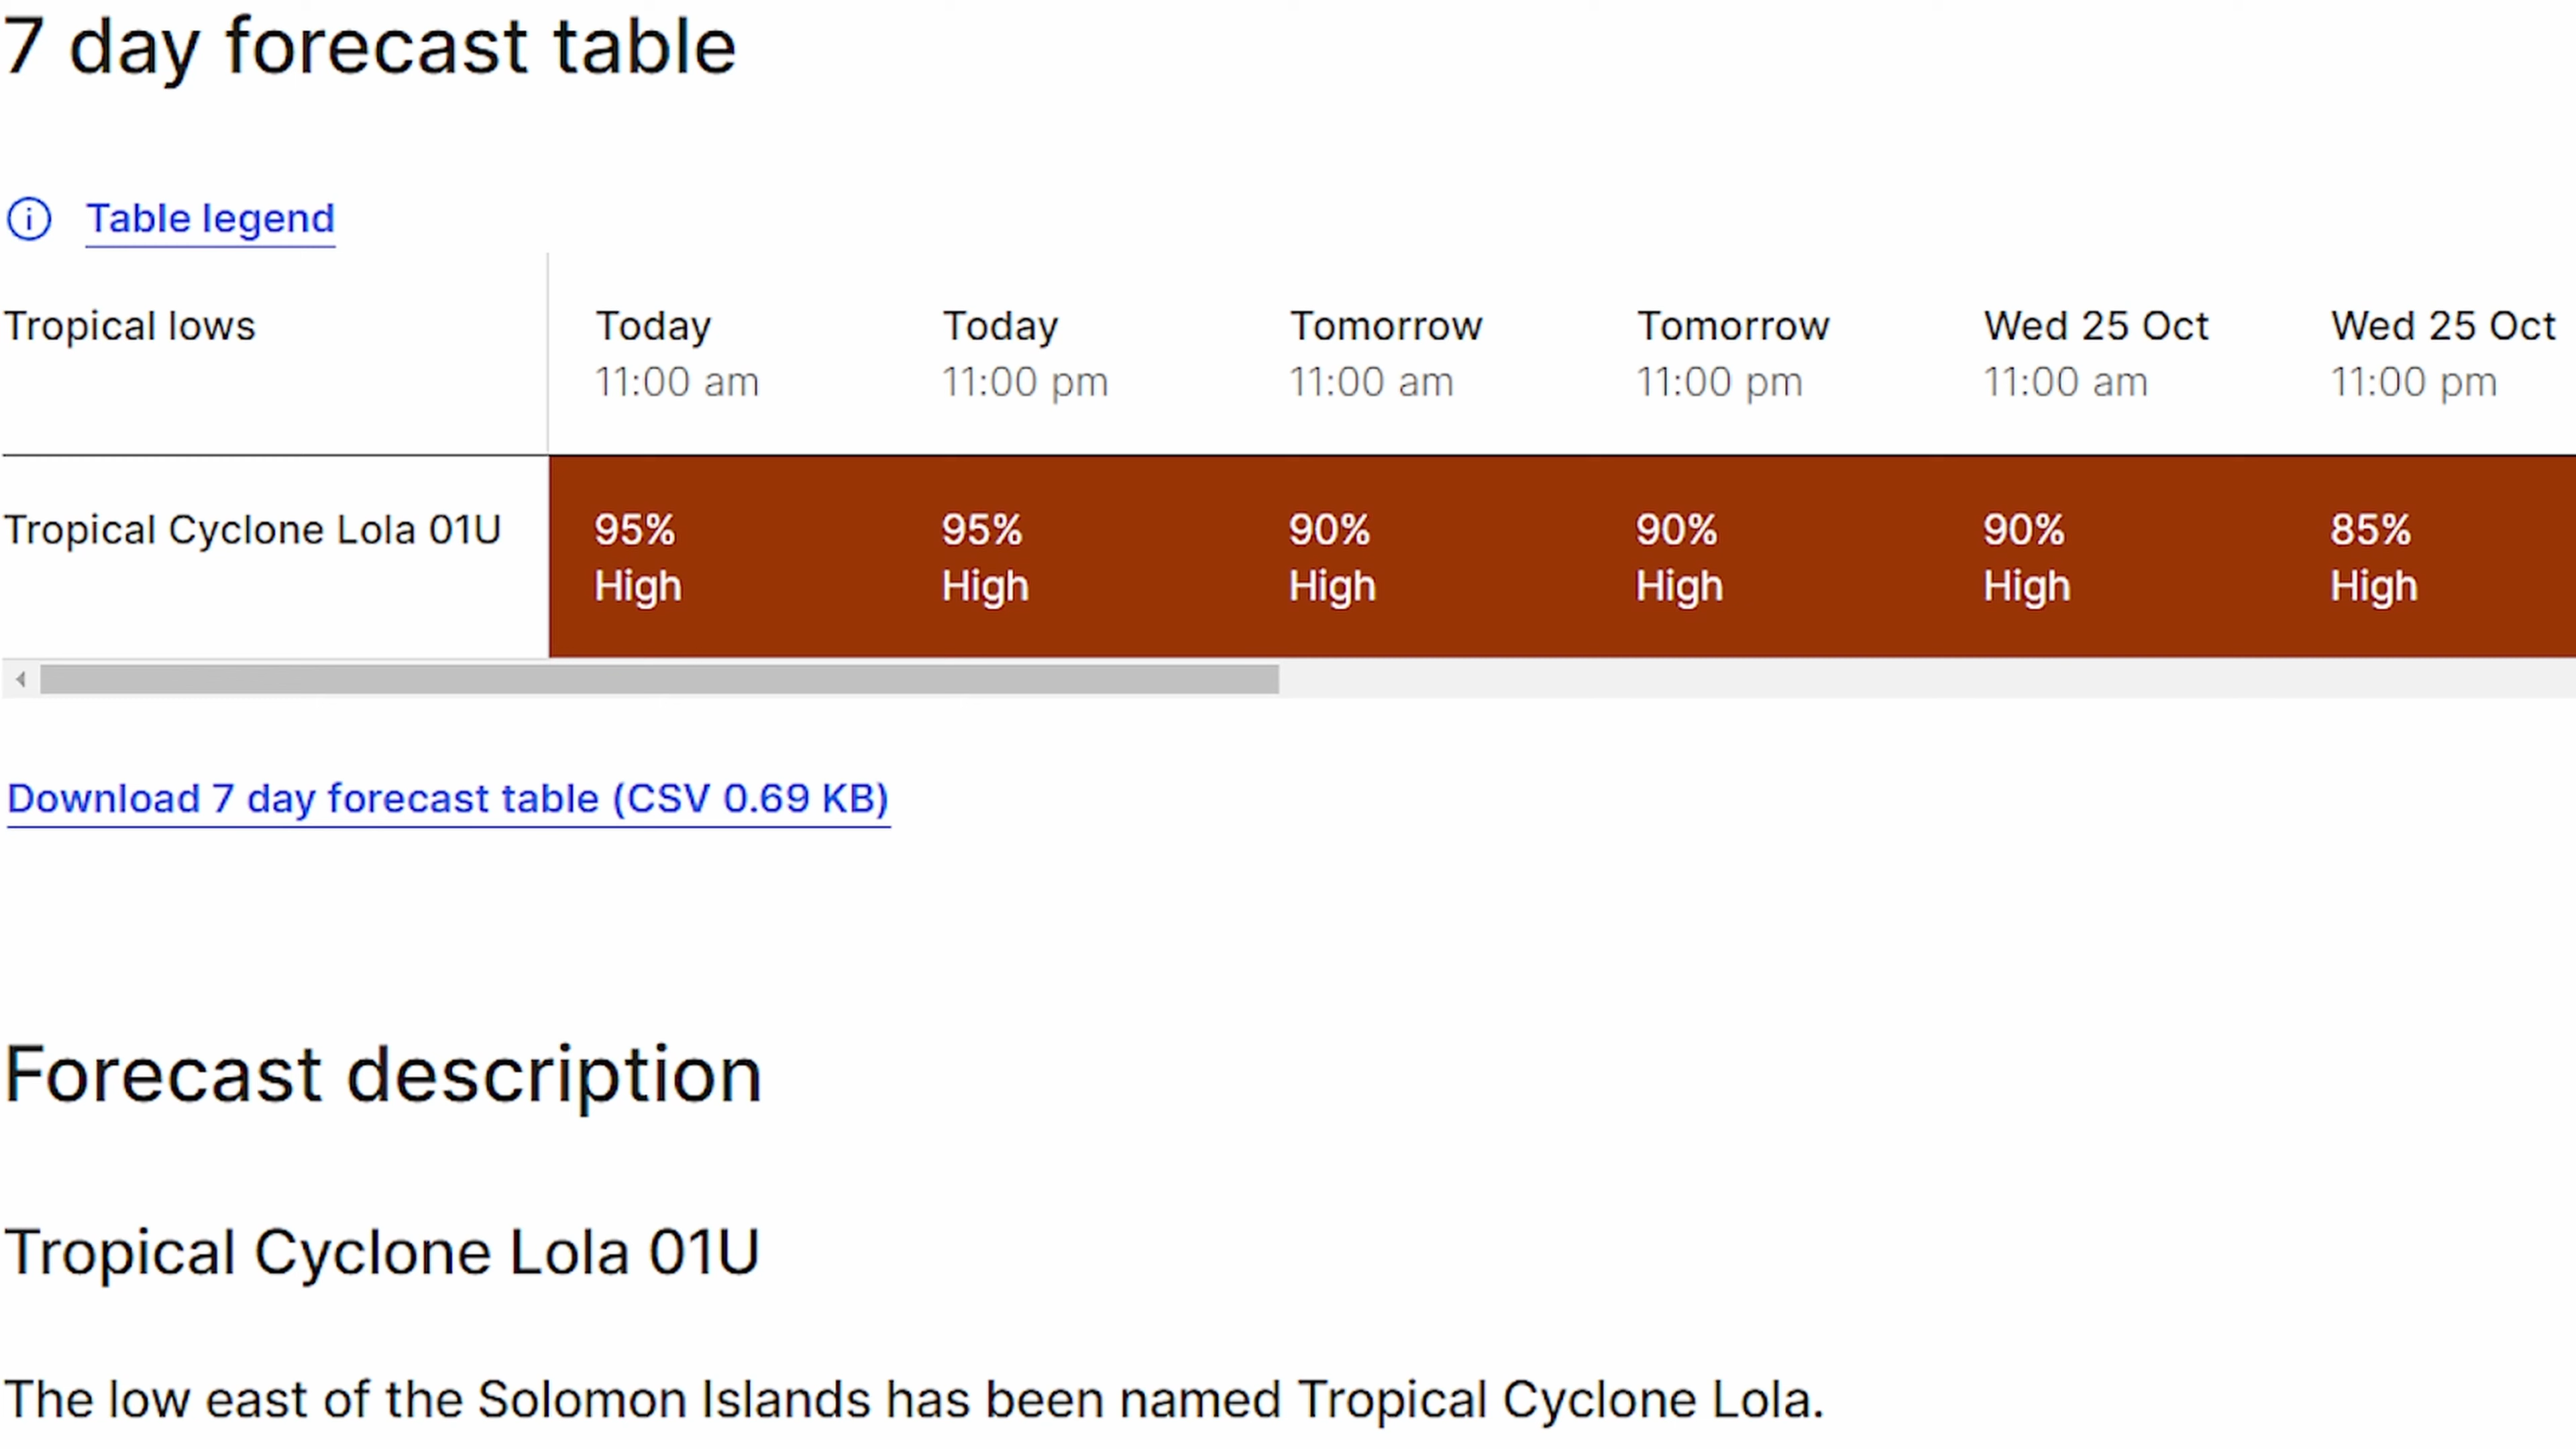 7 day forecast table
Table legend
Tropical lows Today Today Tomorrow Tomorrow Wed 25 Oct Wed 25 Oct
11:00 am 11:00 pm 11:00 am 11:00 pm 11:00 am 11:00 pm
Tropical Cyclone Lola 01U 95% 95% 90% 90% 90% 85%
High High High High High High
Download 7 day forecast table (CSV 0.69 KB)
Forecast description
Tropical Cyclone Lola 01U
The low east of the Solomon Islands has been named Tropical Cyclone Lola.